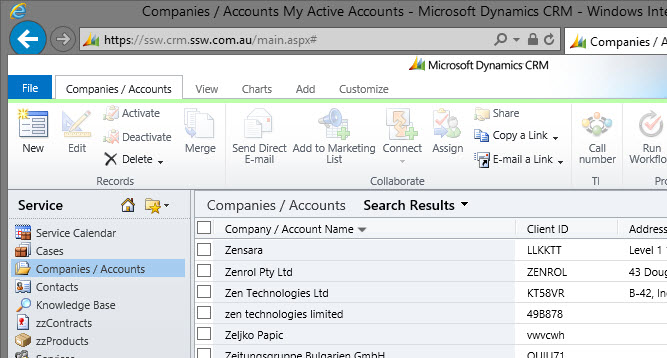 Companies / Accounts My Active Accounts - Microsoft Dynamics CRM - Windows Inte
https://ssw.crm.ssw.com.au/main.aspx#
Companies / A
Microsoft Dynamics CRM
File Companies / Accounts View Charts Add Customize
New
Edit
Activate
Deactivate
Delete
Merge
Records
Send Direct E-mail
Add to Marketing List
Connect
Assign
Share
Copy a Link
E-mail a Link
Collaborate
Call number
TI
Run Workflo
Pro
Service
Service Calendar
Cases
Companies / Accounts
Contacts
Knowledge Base
zzContracts
zzProducts
Services
Companies / Accounts Search Results
Company / Account Name Client ID Address
Zensara LLKKTT Level 1
Zenrol Pty Ltd ZENROL 43 Doug
Zen Technologies Ltd KT58VR B-42, In
zen technologies limited 49B878
Zeljko Papic vwvcwh
Zeitungsgruppe Bulgarien GmbH QUIU71